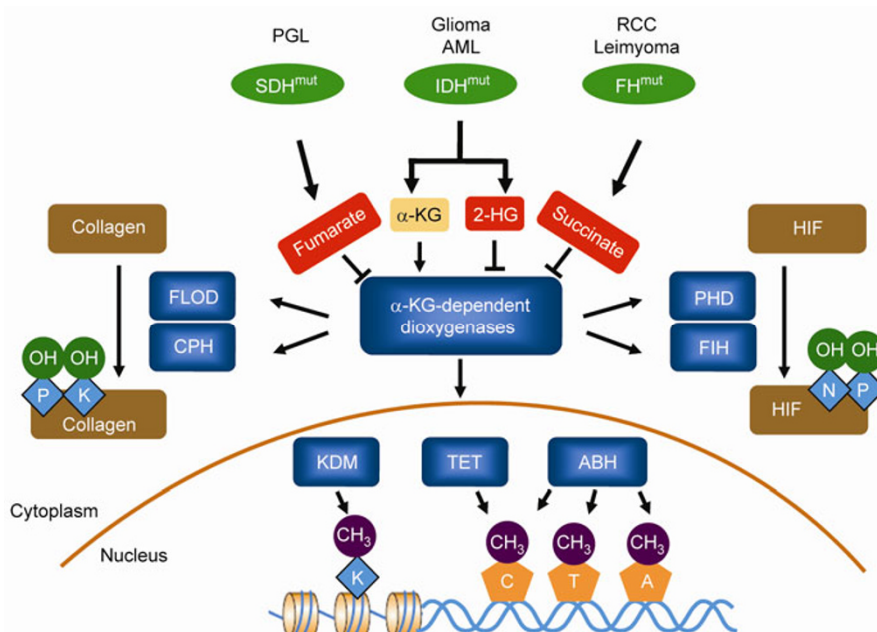 PGL
Glioma
AML
RCC
Leimyoma
SDHmut
IDHmut
FHmut
Collagen
Fumarate
α-KG
2-HG
Succinate
HIF
FLOD
CPH
α-KG-dependent
dioxygenases
PHD
FIH
OH OH
P K
Collagen
OH OH
N P
HIF
KDM
TET
ABH
Cytoplasm
Nucleus
CH3
K
CH3 CH3 CH3
C T A